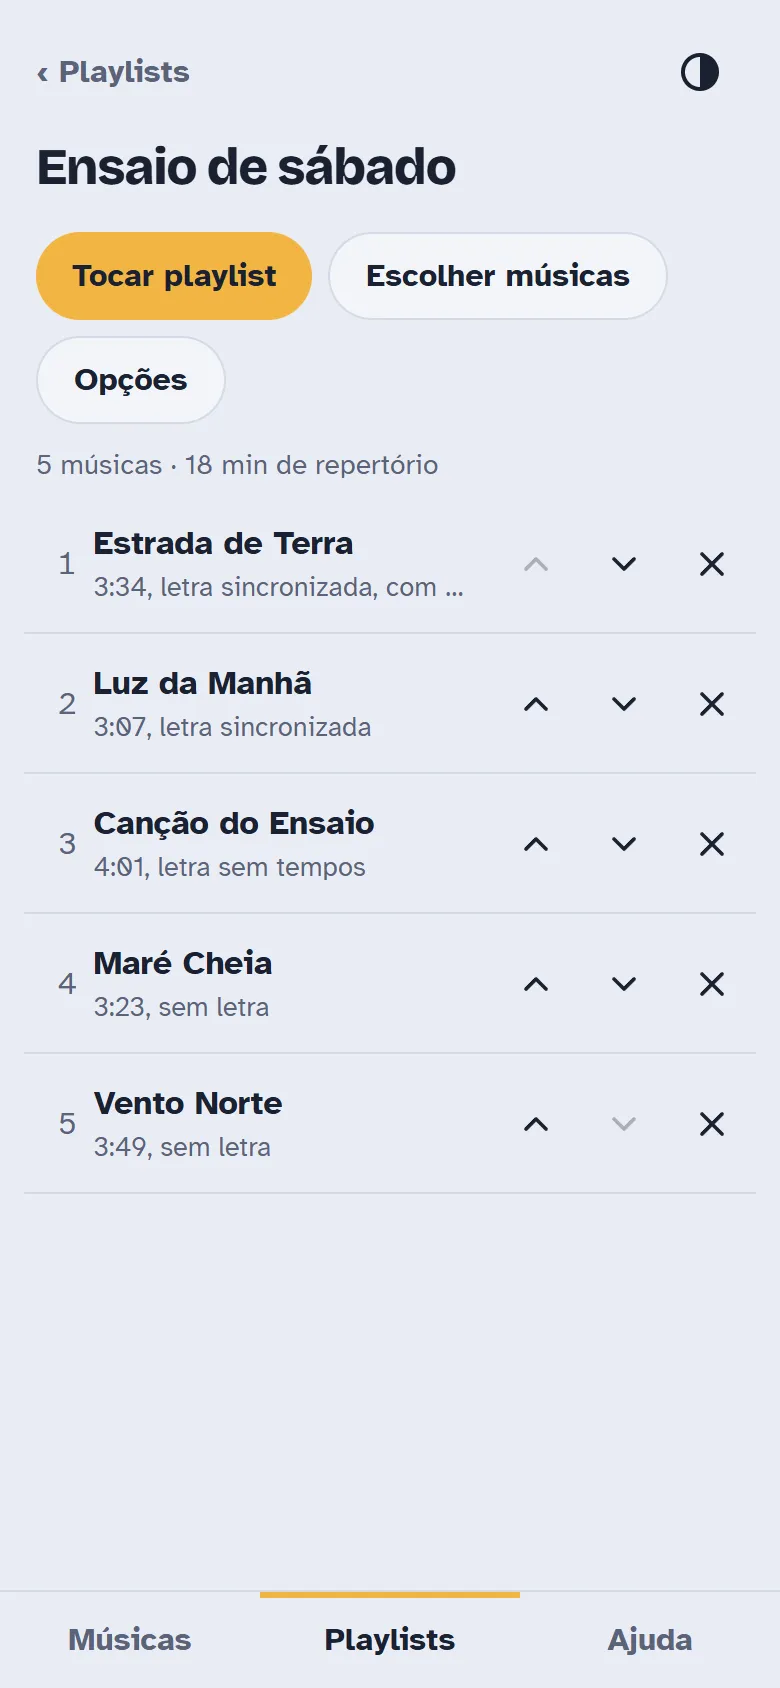 ‹ Playlists
Ensaio de sábado
Tocar playlist
Escolher músicas
Opções
5 músicas · 18 min de repertório
1
Estrada de Terra
3:34, letra sincronizada, com ...
2
Luz da Manhã
3:07, letra sincronizada
3
Canção do Ensaio
4:01, letra sem tempos
4
Maré Cheia
3:23, sem letra
5
Vento Norte
3:49, sem letra
Músicas
Playlists
Ajuda